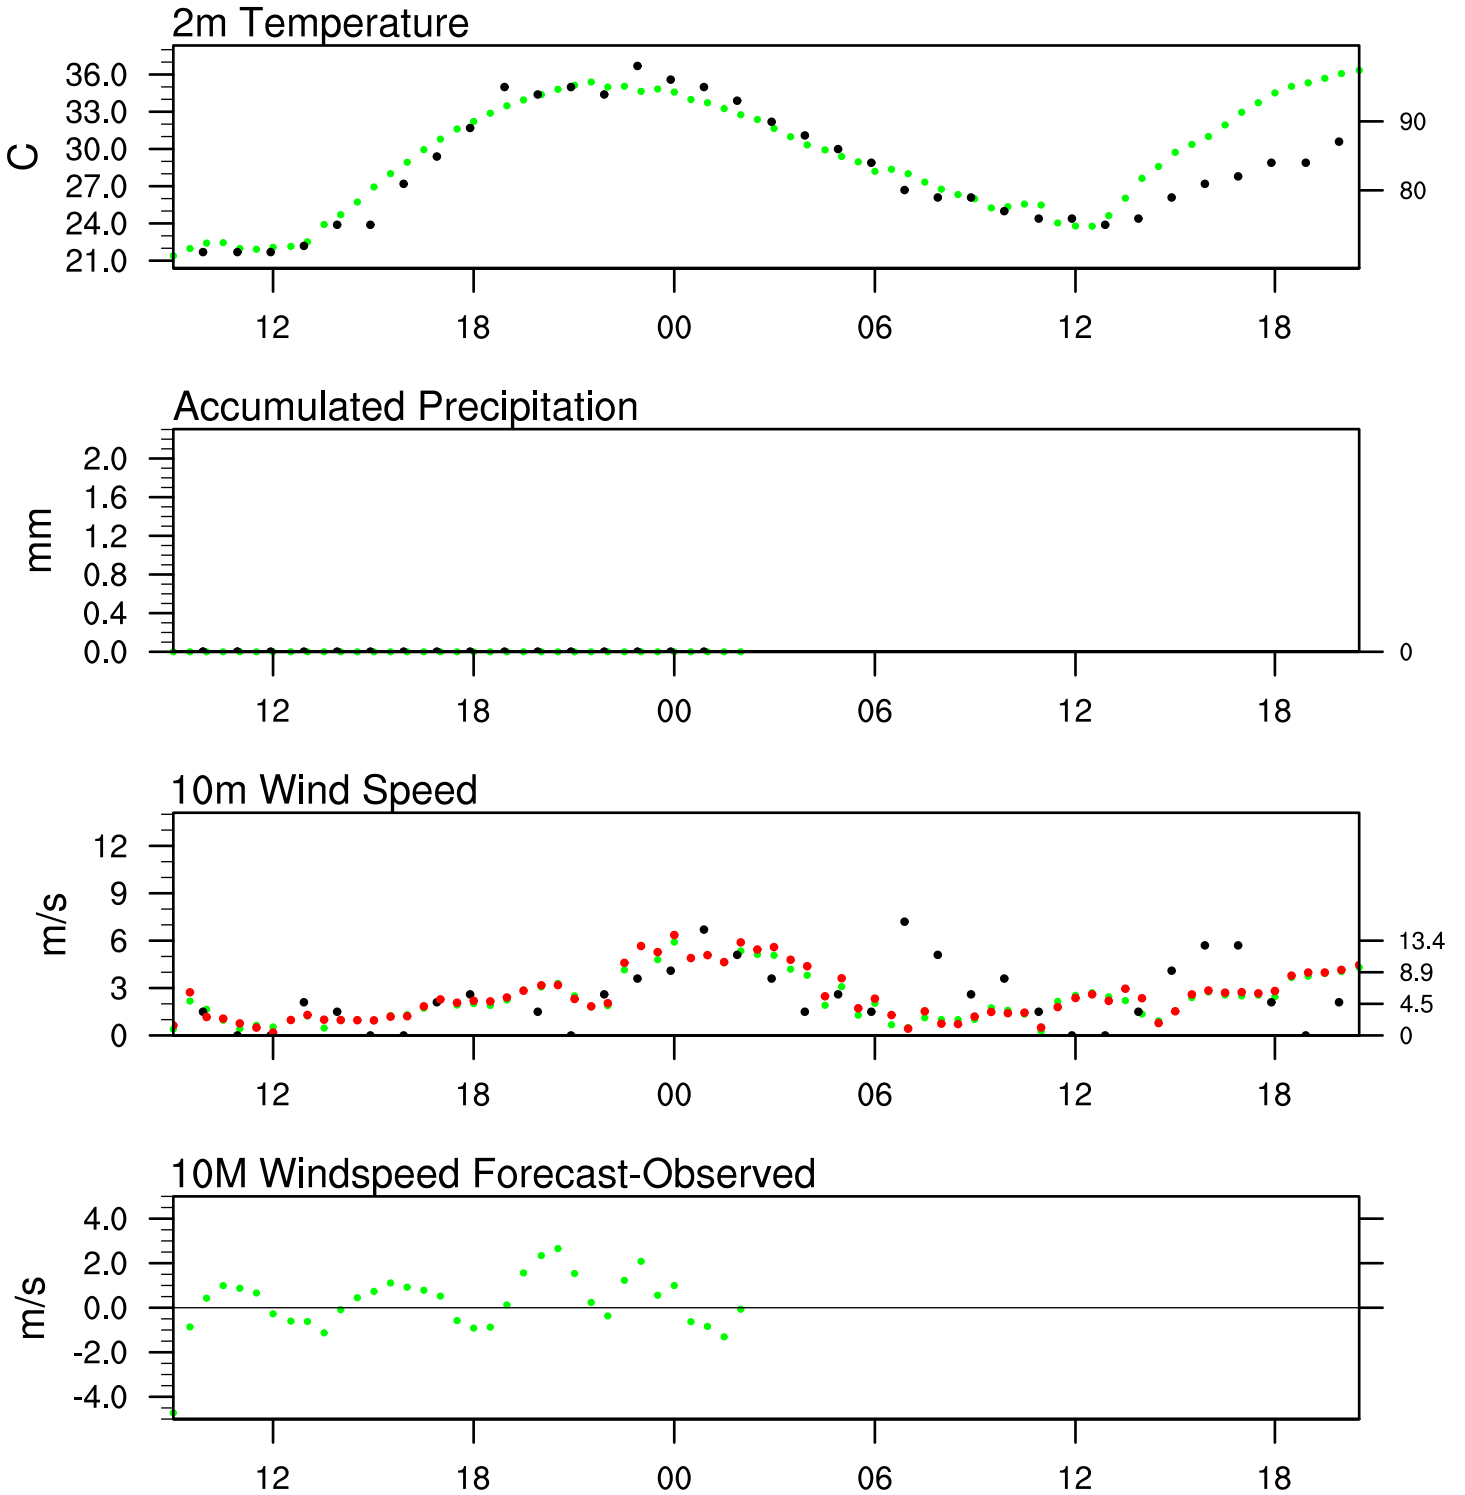 2m Temperature
36.0
33.0
30.0
27.0
24.0
21.0
C
90
80
12 18 00 06 12 18
Accumulated Precipitation
2.0
1.6
1.2
0.8
0.4
0.0
mm
0
12 18 00 06 12 18
10m Wind Speed
12
9
6
3
0
m/s
13.4
8.9
4.5
0
12 18 00 06 12 18
10M Windspeed Forecast-Observed
4.0
2.0
0.0
-2.0
-4.0
m/s
12 18 00 06 12 18